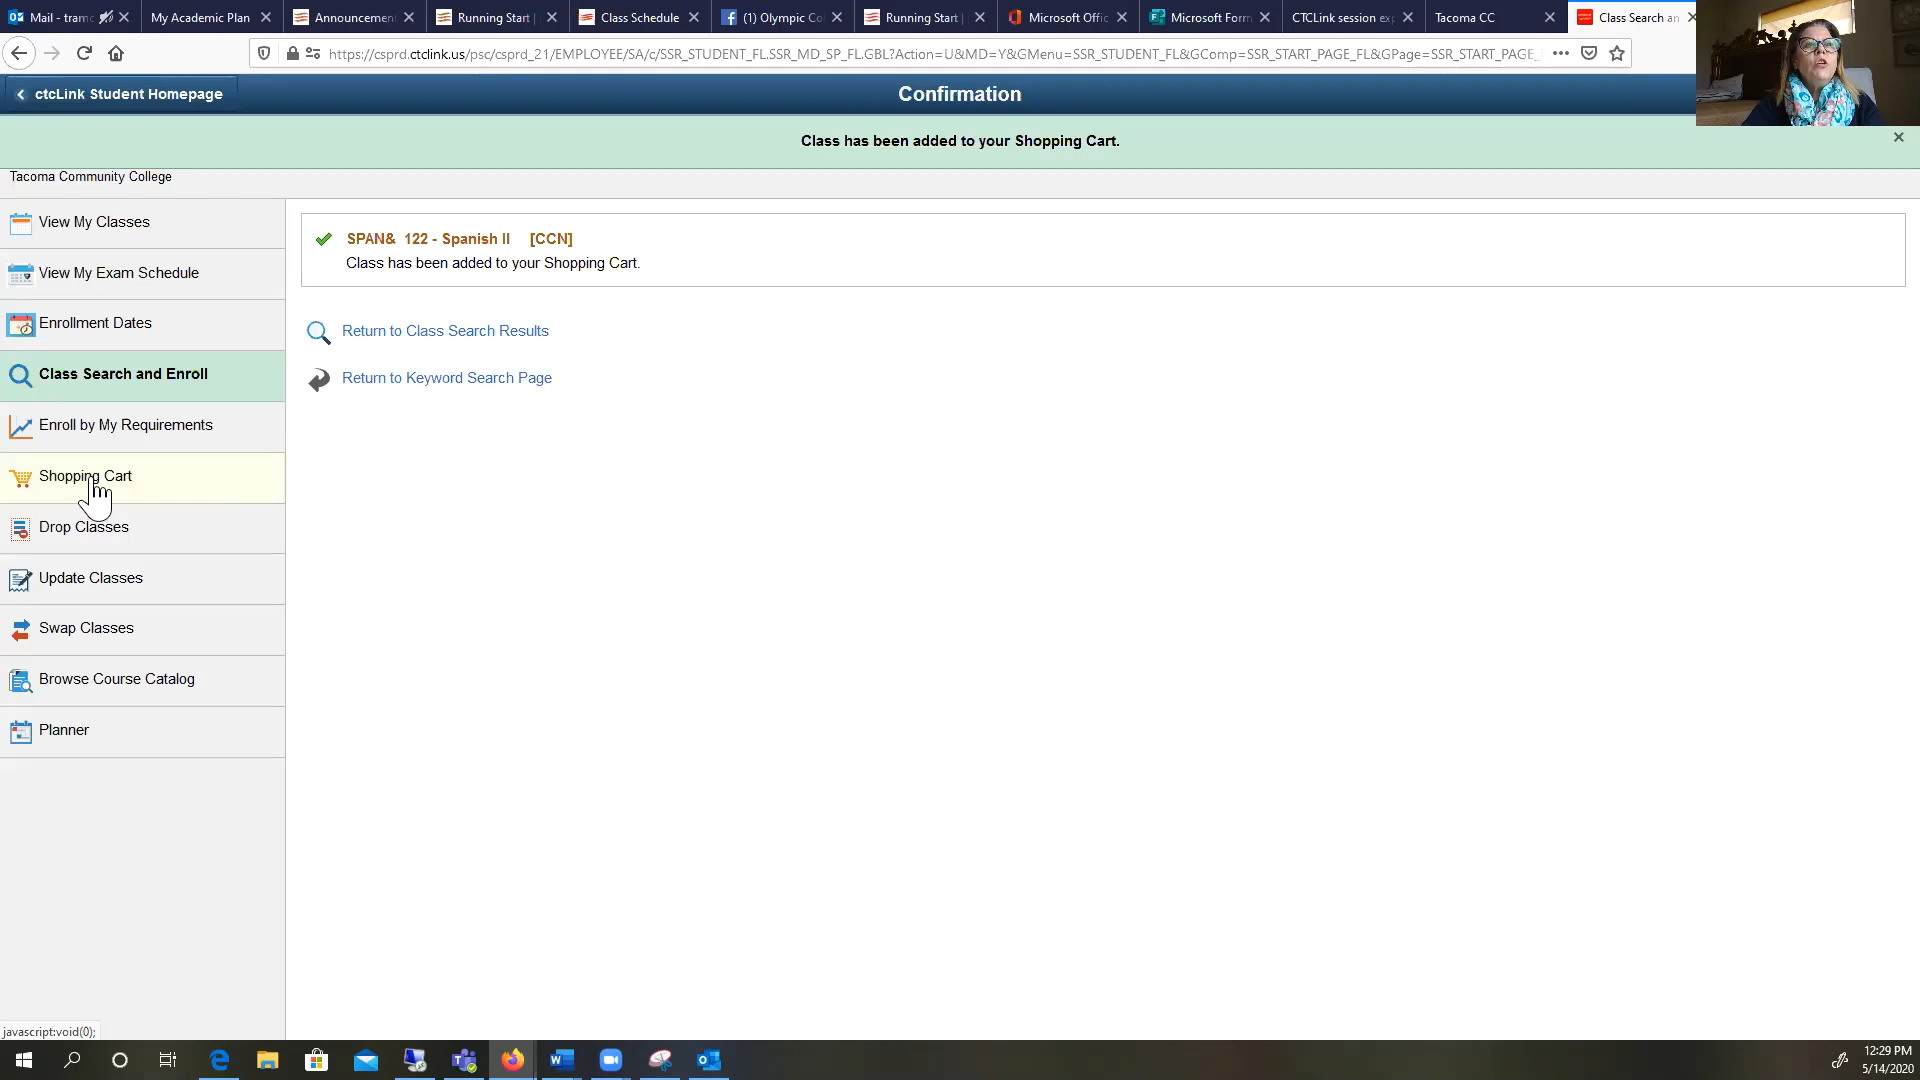 Mail - tramc
My Academic Plan
Announcemen
Running Start |
Class Schedule
(1) Olympic Co
Running Start |
Microsoft Offic
Microsoft Form
CTCLink session exp
Tacoma CC
Class Search an
https://csprd.ctclink.us/psc/csprd_21/EMPLOYEE/SA/c/SSR_STUDENT_FL.SSR_MD_SP_FL.GBL?Action=U&MD=Y&GMenu=SSR_STUDENT_FL&GComp=SSR_START_PAGE_FL&GPage=SSR_START_PAGE_
ctcLink Student Homepage
Confirmation
Class has been added to your Shopping Cart.
Tacoma Community College
View My Classes
View My Exam Schedule
Enrollment Dates
Class Search and Enroll
Enroll by My Requirements
Shopping Cart
Drop Classes
Update Classes
Swap Classes
Browse Course Catalog
Planner
SPAN& 122 - Spanish II [CCN]
Class has been added to your Shopping Cart.
Return to Class Search Results
Return to Keyword Search Page
javascript:void(0);
12:29 PM
5/14/2020